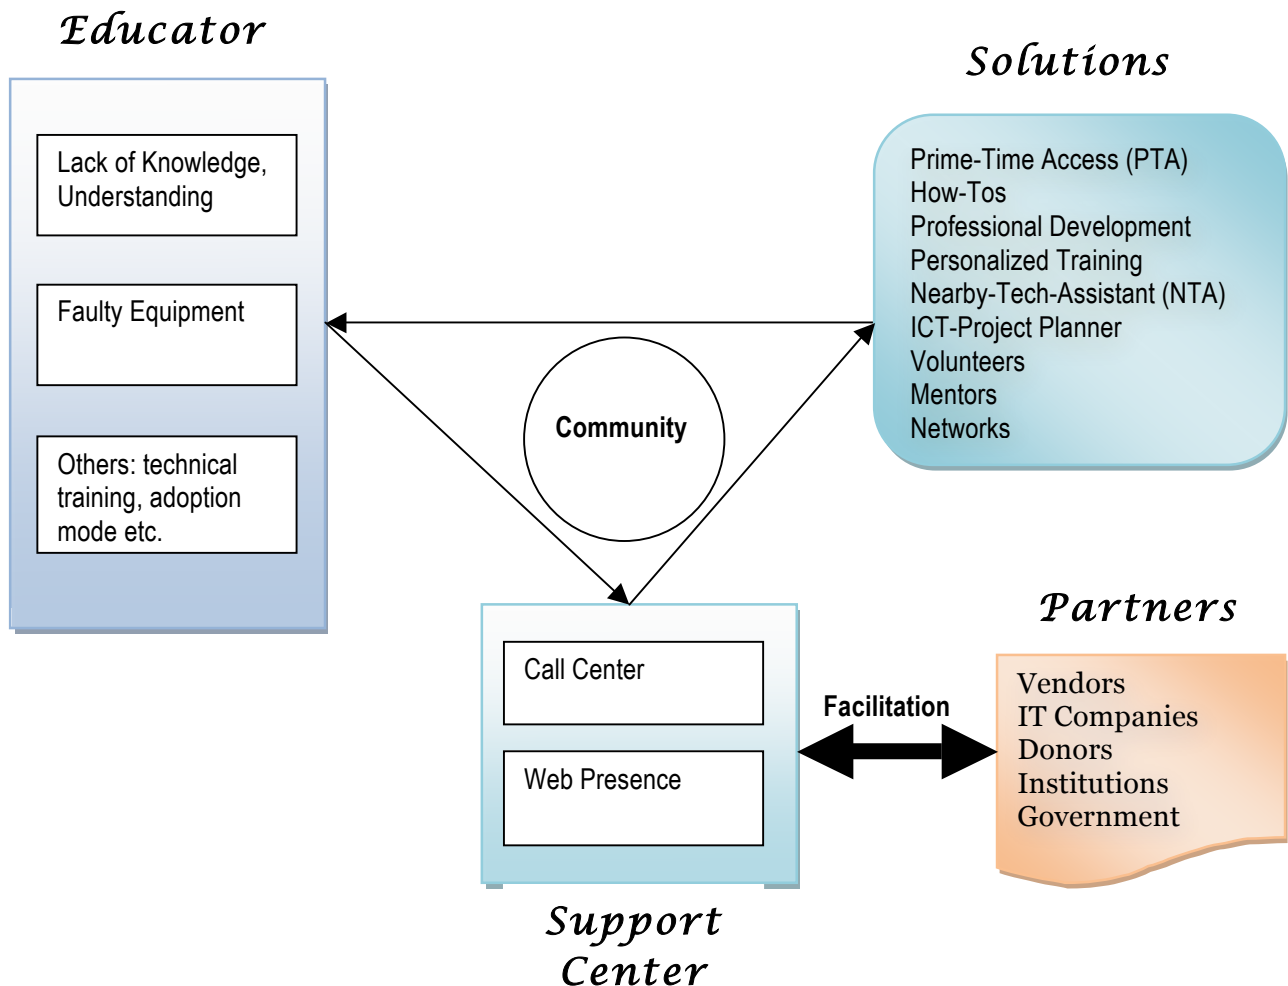 Educator
Lack of Knowledge,
Understanding
Faulty Equipment
Others: technical
training, adoption
mode etc.
Solutions
Prime-Time Access (PTA)
How-Tos
Professional Development
Personalized Training
Nearby-Tech-Assistant (NTA)
ICT-Project Planner
Volunteers
Mentors
Networks
Community
Call Center
Web Presence
Support
Center
Facilitation
Partners
Vendors
IT Companies
Donors
Institutions
Government